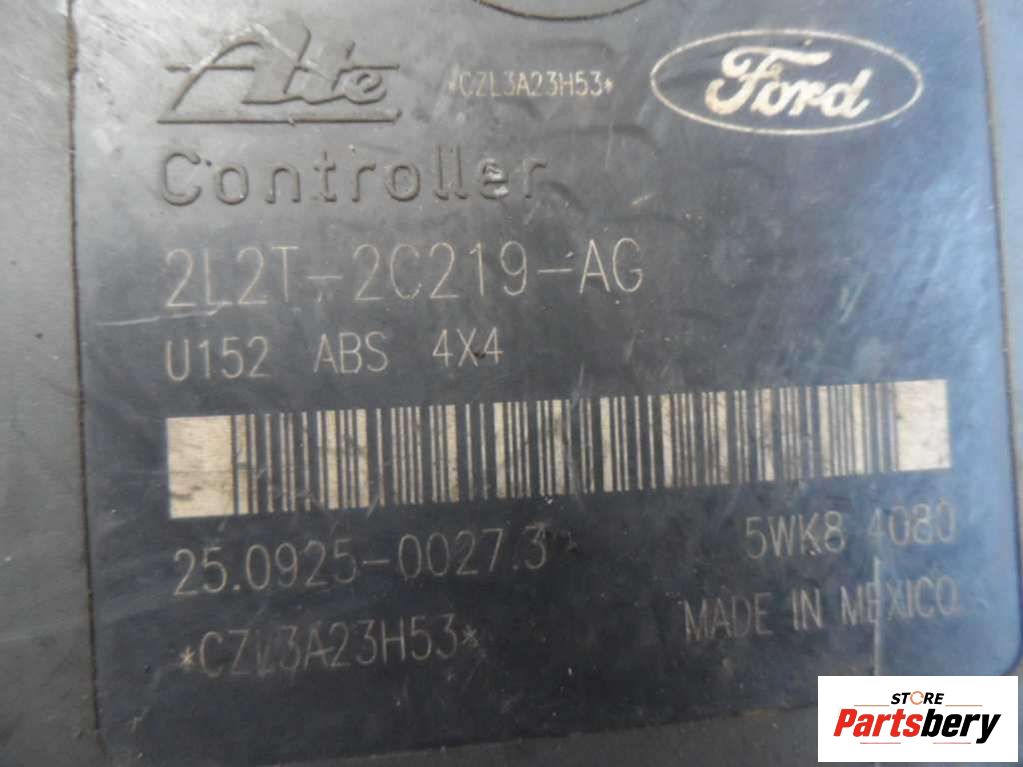 Ate *CZL3A23H53* Ford
Controller
2L2T-2C219-AG
U152 ABS 4X4
25.0925-0027.3 5WK8 4080
*CZL3A23H53* MADE IN MEXICO
STORE
Partsbery